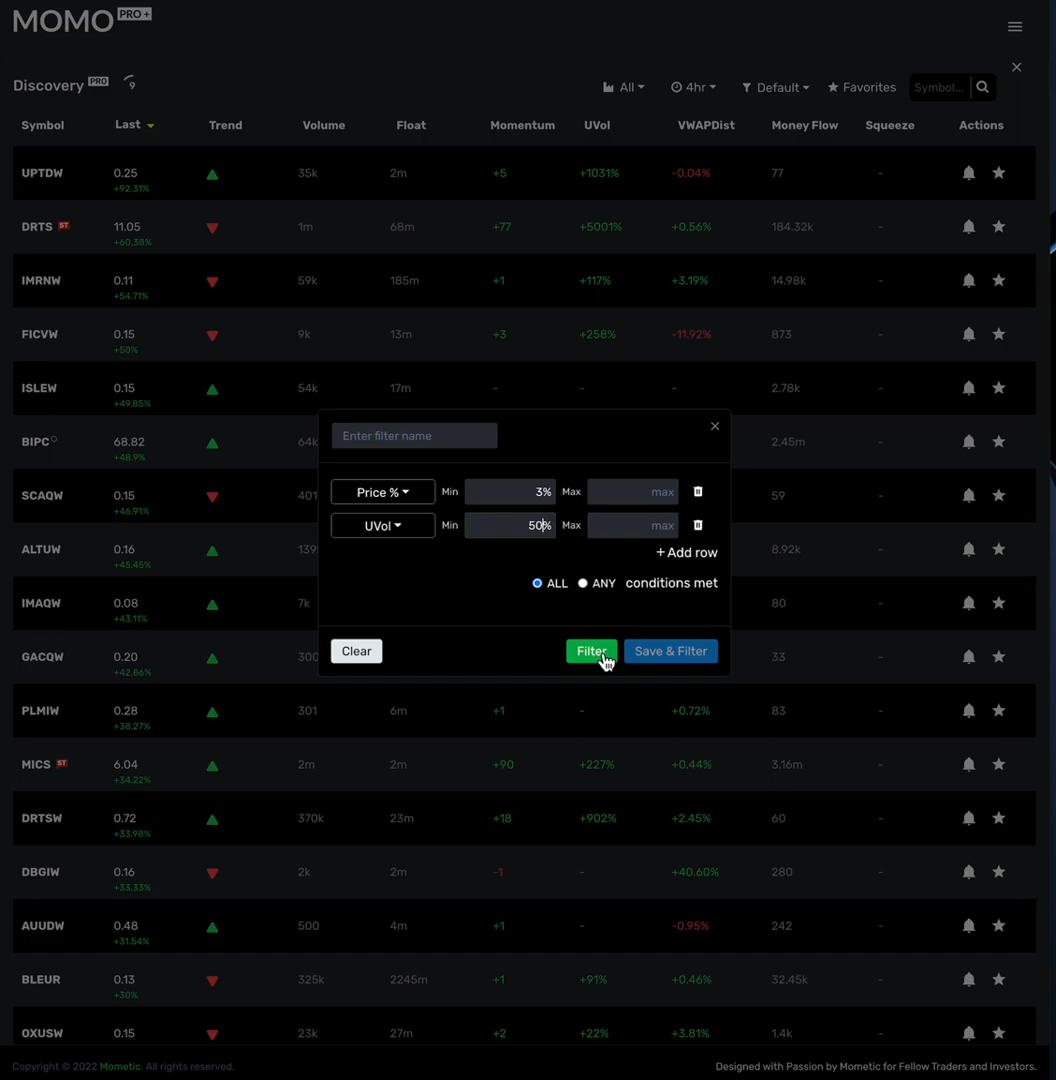 MOMO PRO +
Discovery PRO 9 All 4hr Default Favorites Symbol...
Symbol Last Trend Volume Float Momentum UVol VWAPDist Money Flow Squeeze Actions
UPTDW 0.25 35k 2m +5 +1031% -0.04% 77 -
+92.31%
DRTS ST 11.05 1m 68m +77 +5001% +0.56% 184.32k -
+60.38%
IMRNW 0.11 59k 185m +1 +117% +3.19% 14.98k -
+54.71%
FICVW 0.15 9k 13m +3 +258% -11.92% 873 -
+50%
ISLEW 0.15 54k 17m - - - 2.78k -
+49.85%
Enter filter name
BIPC 68.82 64k 2.45m -
+48.9%
SCAQW 0.15 401 Price % Min 3% Max max 59 -
+46.91%
UVol Min 50% Max max
ALTUW 0.16 139 + Add row 8.92k -
+45.45%
ALL ANY conditions met
IMAQW 0.08 7k 80 -
+43.11%
GACQW 0.20 300 Clear Filter Save & Filter 33 -
+42.86%
PLMIW 0.28 301 6m +1 - +0.72% 83 -
+38.27%
MICS ST 6.04 2m 2m +90 +227% +0.44% 3.16m -
+34.22%
DRTSW 0.72 370k 23m +18 +902% +2.45% 60 -
+33.98%
DBGIW 0.16 2k 2m -1 - +40.60% 280 -
+33.33%
AUUDW 0.48 500 4m +1 - -0.95% 242 -
+31.54%
BLEUR 0.13 325k 2245m +1 +91% +0.46% 32.45k -
+30%
OXUSW 0.15 23k 27m +2 +22% +3.81% 1.4k -
Copyright © 2022 Mometic. All rights reserved. Designed with Passion by Mometic for Fellow Traders and Investors.